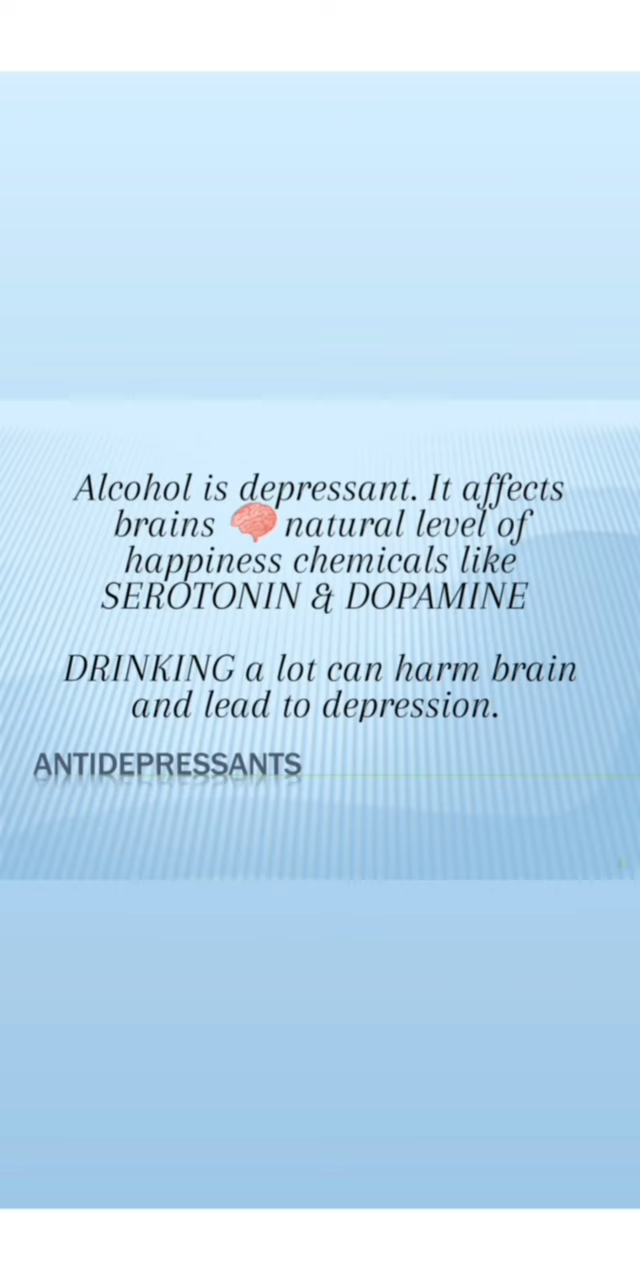 Alcohol is depressant. It affects
brains 🧠 natural level of
happiness chemicals like
SEROTONIN & DOPAMINE
DRINKING a lot can harm brain
and lead to depression.
ANTIDEPRESSANTS